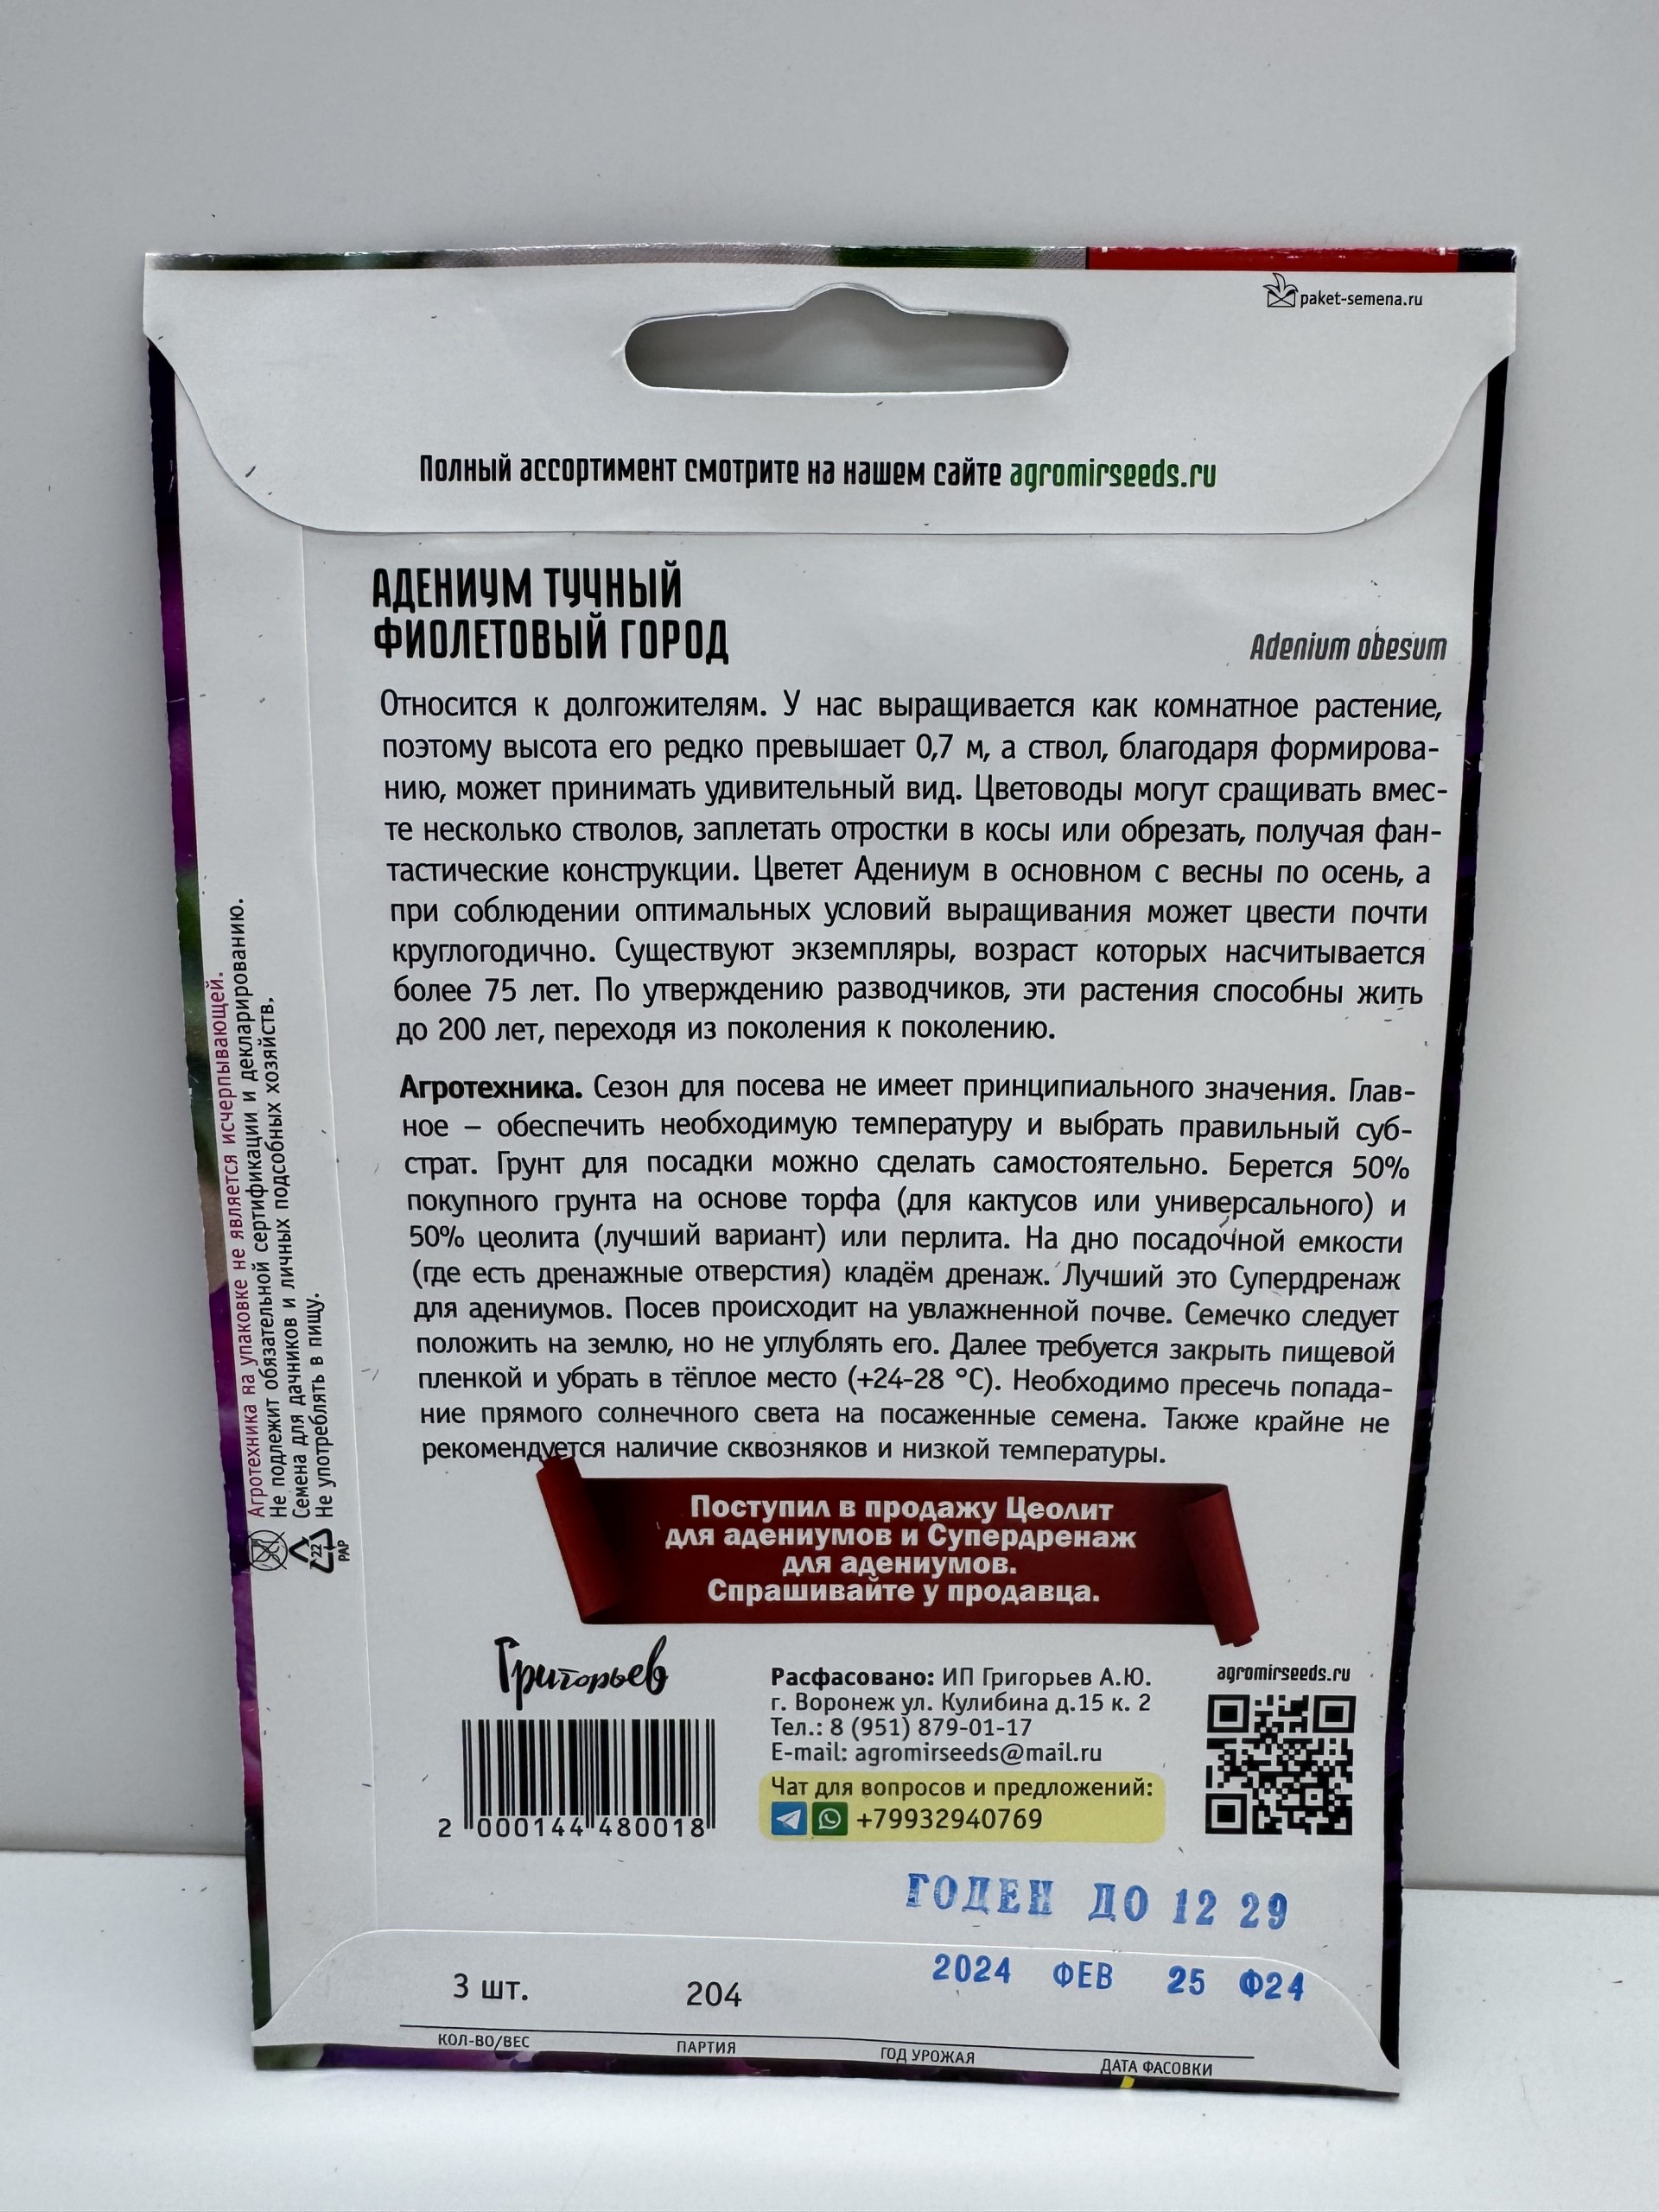 paket-semena.ru
Полный ассортимент смотрите на нашем сайте agromirseeds.ru
АДЕНИУМ ТУЧНЫЙ
ФИОЛЕТОВЫЙ ГОРОД
Adenium obesum
Относится к долгожителям. У нас выращивается как комнатное растение,
поэтому высота его редко превышает 0,7 м, а ствол, благодаря формирова-
нию, может принимать удивительный вид. Цветоводы могут сращивать вмес-
те несколько стволов, заплетать отростки в косы или обрезать, получая фан-
тастические конструкции. Цветет Адениум в основном с весны по осень, а
при соблюдении оптимальных условий выращивания может цвести почти
круглогодично. Существуют экземпляры, возраст которых насчитывается
более 75 лет. По утверждению разводчиков, эти растения способны жить
до 200 лет, переходя из поколения к поколению.
Агротехника. Сезон для посева не имеет принципиального значения. Глав-
ное – обеспечить необходимую температуру и выбрать правильный суб-
страт. Грунт для посадки можно сделать самостоятельно. Берется 50%
покупного грунта на основе торфа (для кактусов или универсального) и
50% цеолита (лучший вариант) или перлита. На дно посадочной емкости
(где есть дренажные отверстия) кладём дренаж. Лучший это Супердренаж
для адениумов. Посев происходит на увлажненной почве. Семечко следует
положить на землю, но не углублять его. Далее требуется закрыть пищевой
пленкой и убрать в тёплое место (+24-28 °С). Необходимо пресечь попада-
ние прямого солнечного света на посаженные семена. Также крайне не
рекомендуется наличие сквозняков и низкой температуры.
Агротехника на упаковке не является исчерпывающей.
Не подлежит обязательной сертификации и декларированию.
Семена для дачников и личных подсобных хозяйств.
Не употреблять в пищу.
22
PAP
Поступил в продажу Цеолит
для адениумов и Супердренаж
для адениумов.
Спрашивайте у продавца.
Григорьев
2 000144 480018
Расфасовано: ИП Григорьев А.Ю.
г. Воронеж ул. Кулибина д.15 к. 2
Тел.: 8 (951) 879-01-17
E-mail: agromirseeds@mail.ru
Чат для вопросов и предложений:
+79932940769
agromirseeds.ru
ГОДЕН ДО 12 29
3 шт. 204 2024 ФЕВ 25 Ф24
КОЛ-ВО/ВЕС ПАРТИЯ ГОД УРОЖАЯ ДАТА ФАСОВКИ